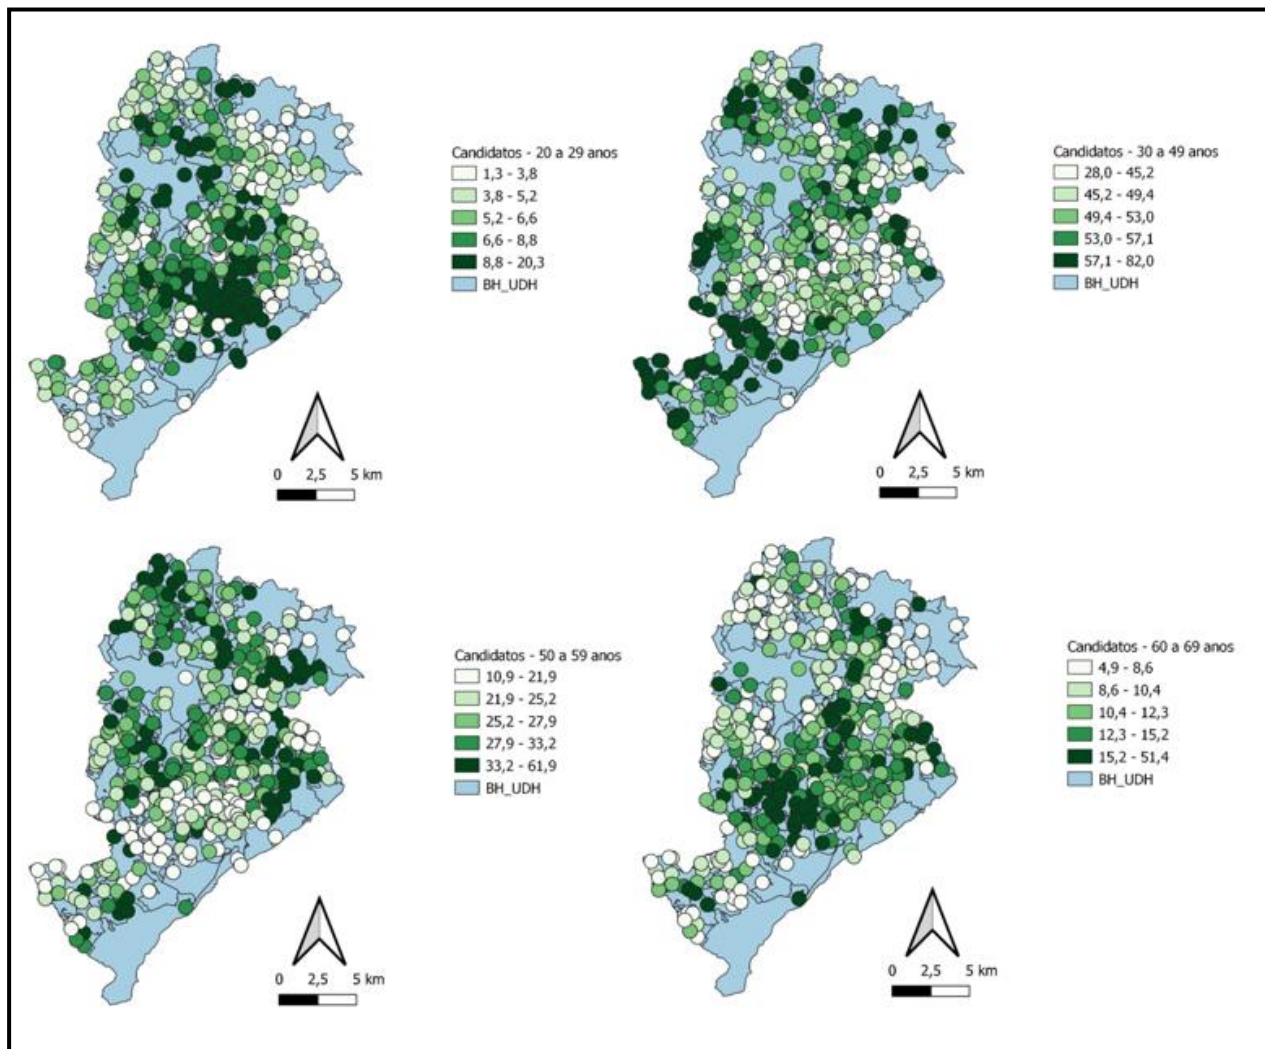 Candidatos - 20 a 29 anos
1,3 - 3,8
3,8 - 5,2
5,2 - 6,6
6,6 - 8,8
8,8 - 20,3
BH_UDH
0 2,5 5 km
Candidatos - 30 a 49 anos
28,0 - 45,2
45,2 - 49,4
49,4 - 53,0
53,0 - 57,1
57,1 - 82,0
BH_UDH
0 2,5 5 km
Candidatos - 50 a 59 anos
10,9 - 21,9
21,9 - 25,2
25,2 - 27,9
27,9 - 33,2
33,2 - 61,9
BH_UDH
0 2,5 5 km
Candidatos - 60 a 69 anos
4,9 - 8,6
8,6 - 10,4
10,4 - 12,3
12,3 - 15,2
15,2 - 51,4
BH_UDH
0 2,5 5 km